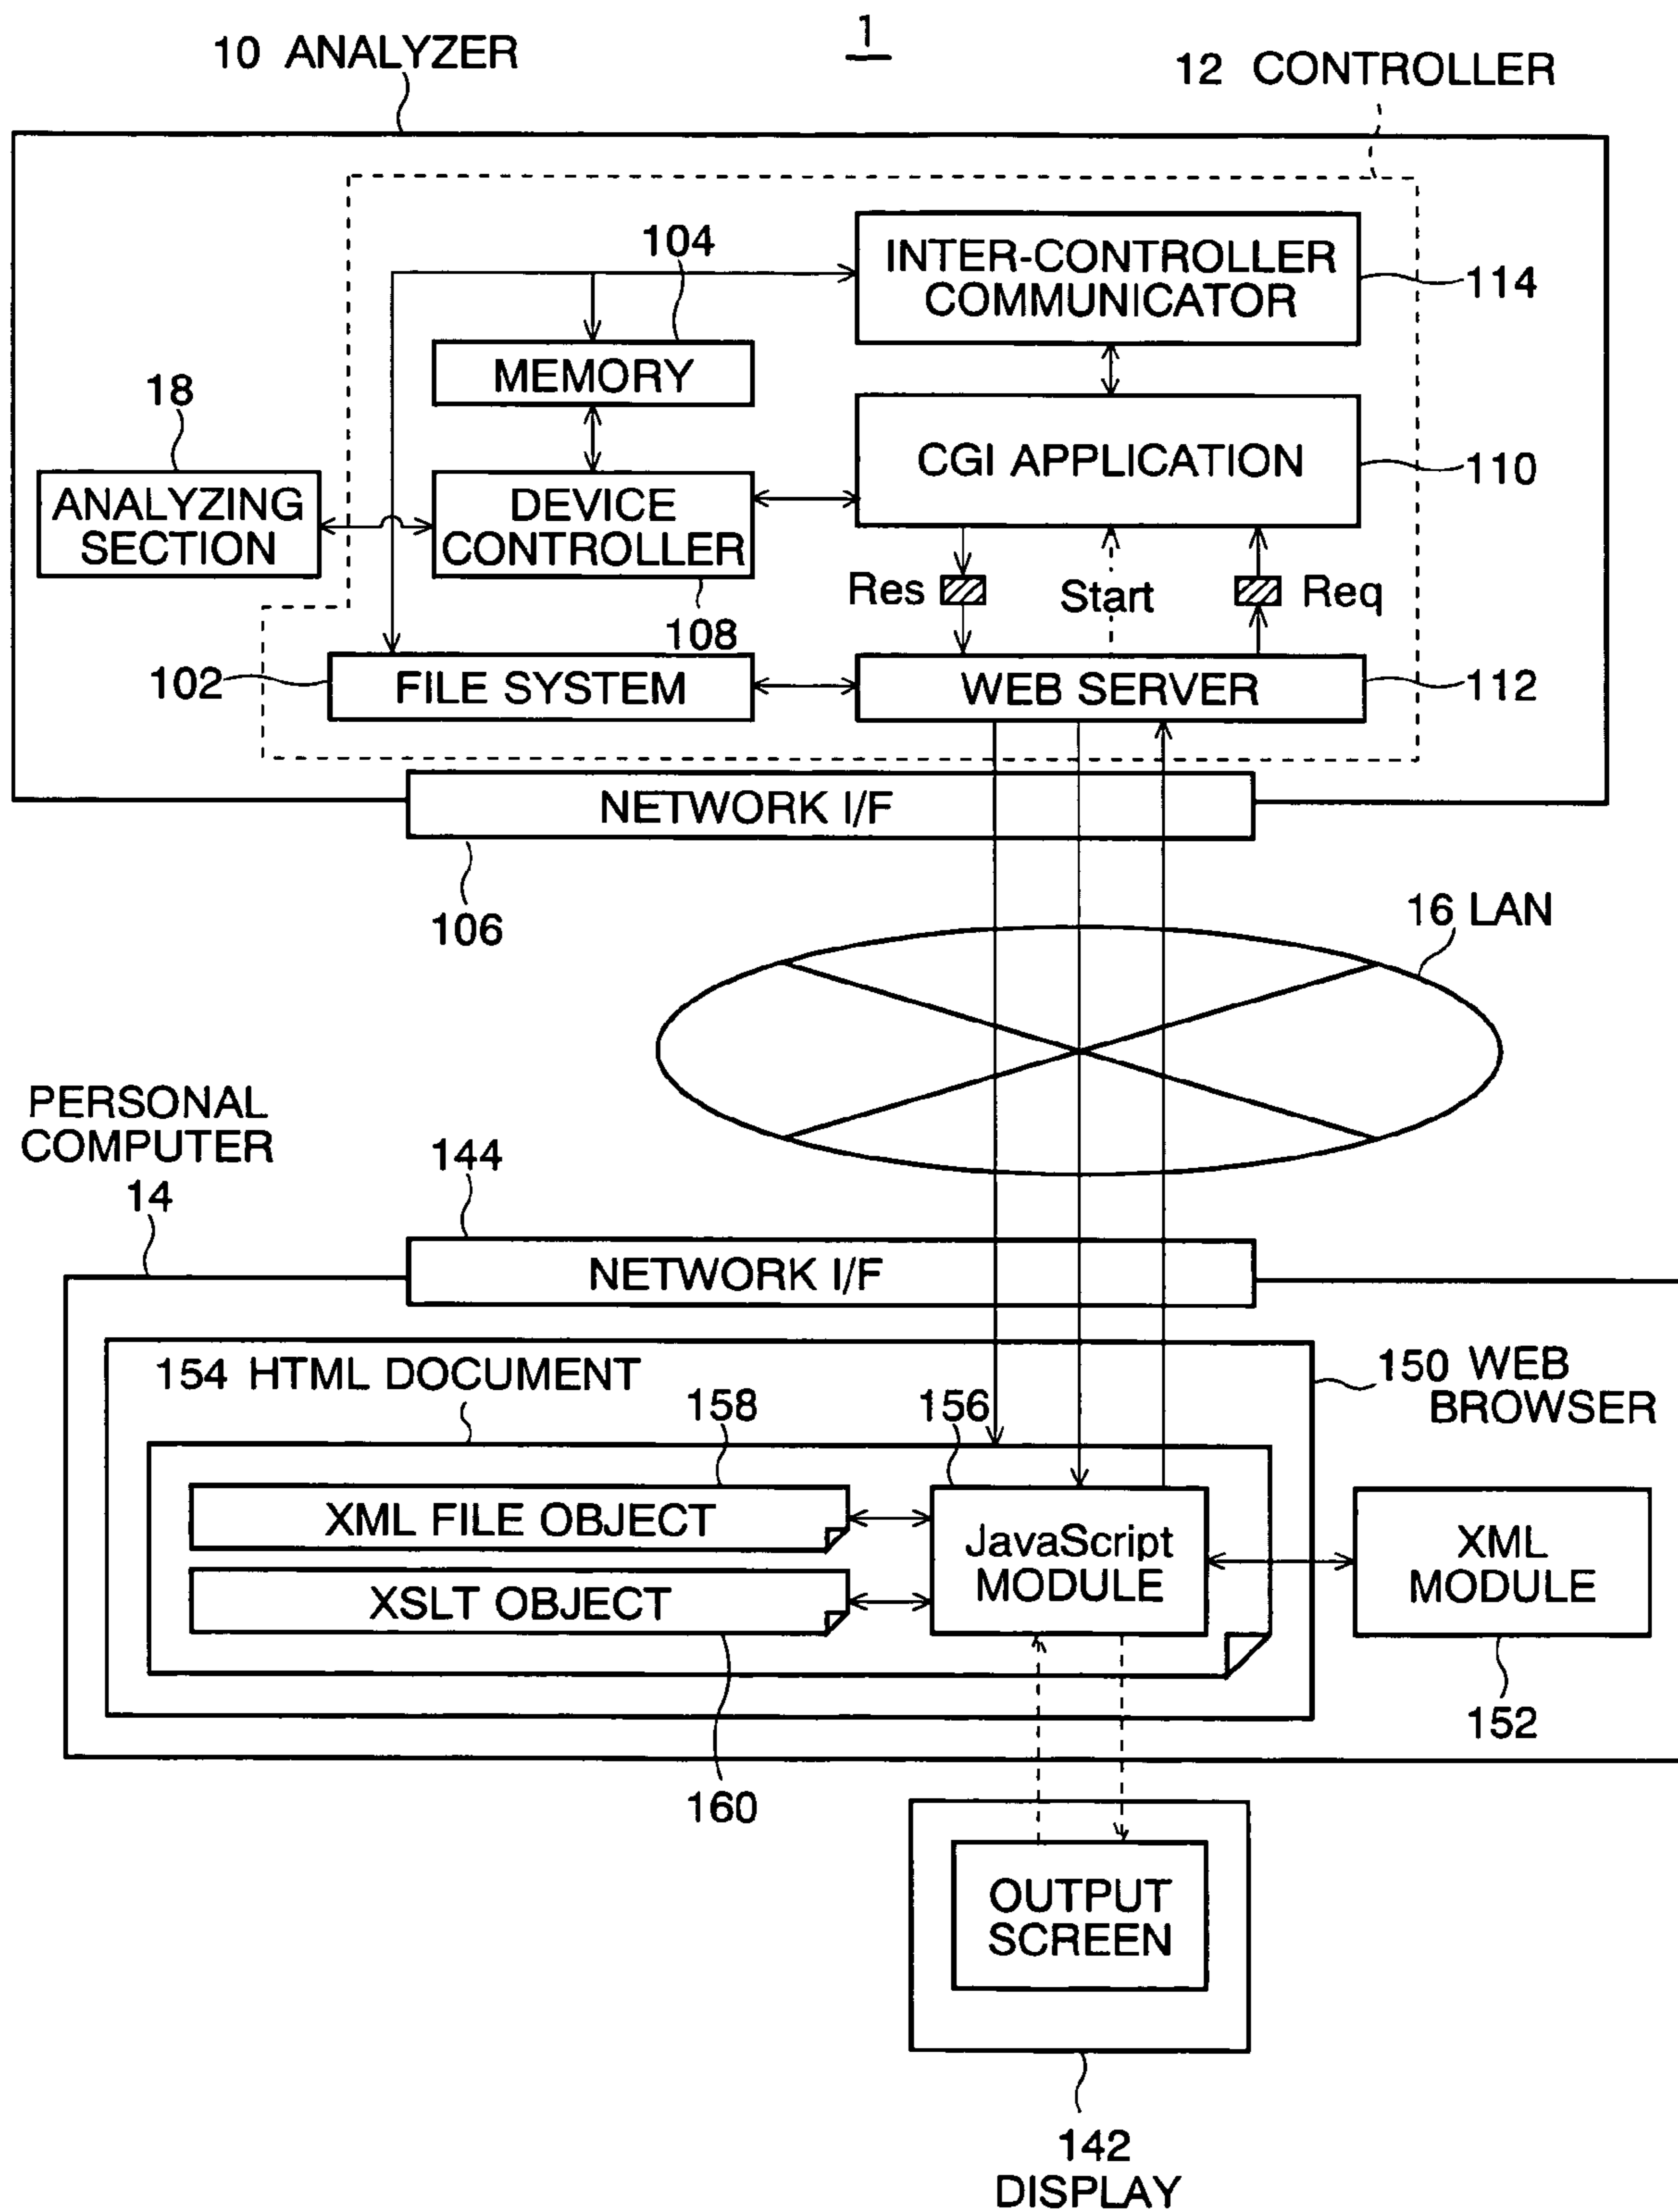 1
10 ANALYZER
12 CONTROLLER
104
INTER-CONTROLLER
COMMUNICATOR
114
MEMORY
18
CGI APPLICATION
110
ANALYZING
SECTION
DEVICE
CONTROLLER
Res
Start
Req
108
102
FILE SYSTEM
WEB SERVER
112
NETWORK I/F
106
16 LAN
PERSONAL
COMPUTER
14
144
NETWORK I/F
154 HTML DOCUMENT
150 WEB
BROWSER
158
156
XML FILE OBJECT
JavaScript
MODULE
XML
MODULE
XSLT OBJECT
152
160
OUTPUT
SCREEN
142
DISPLAY